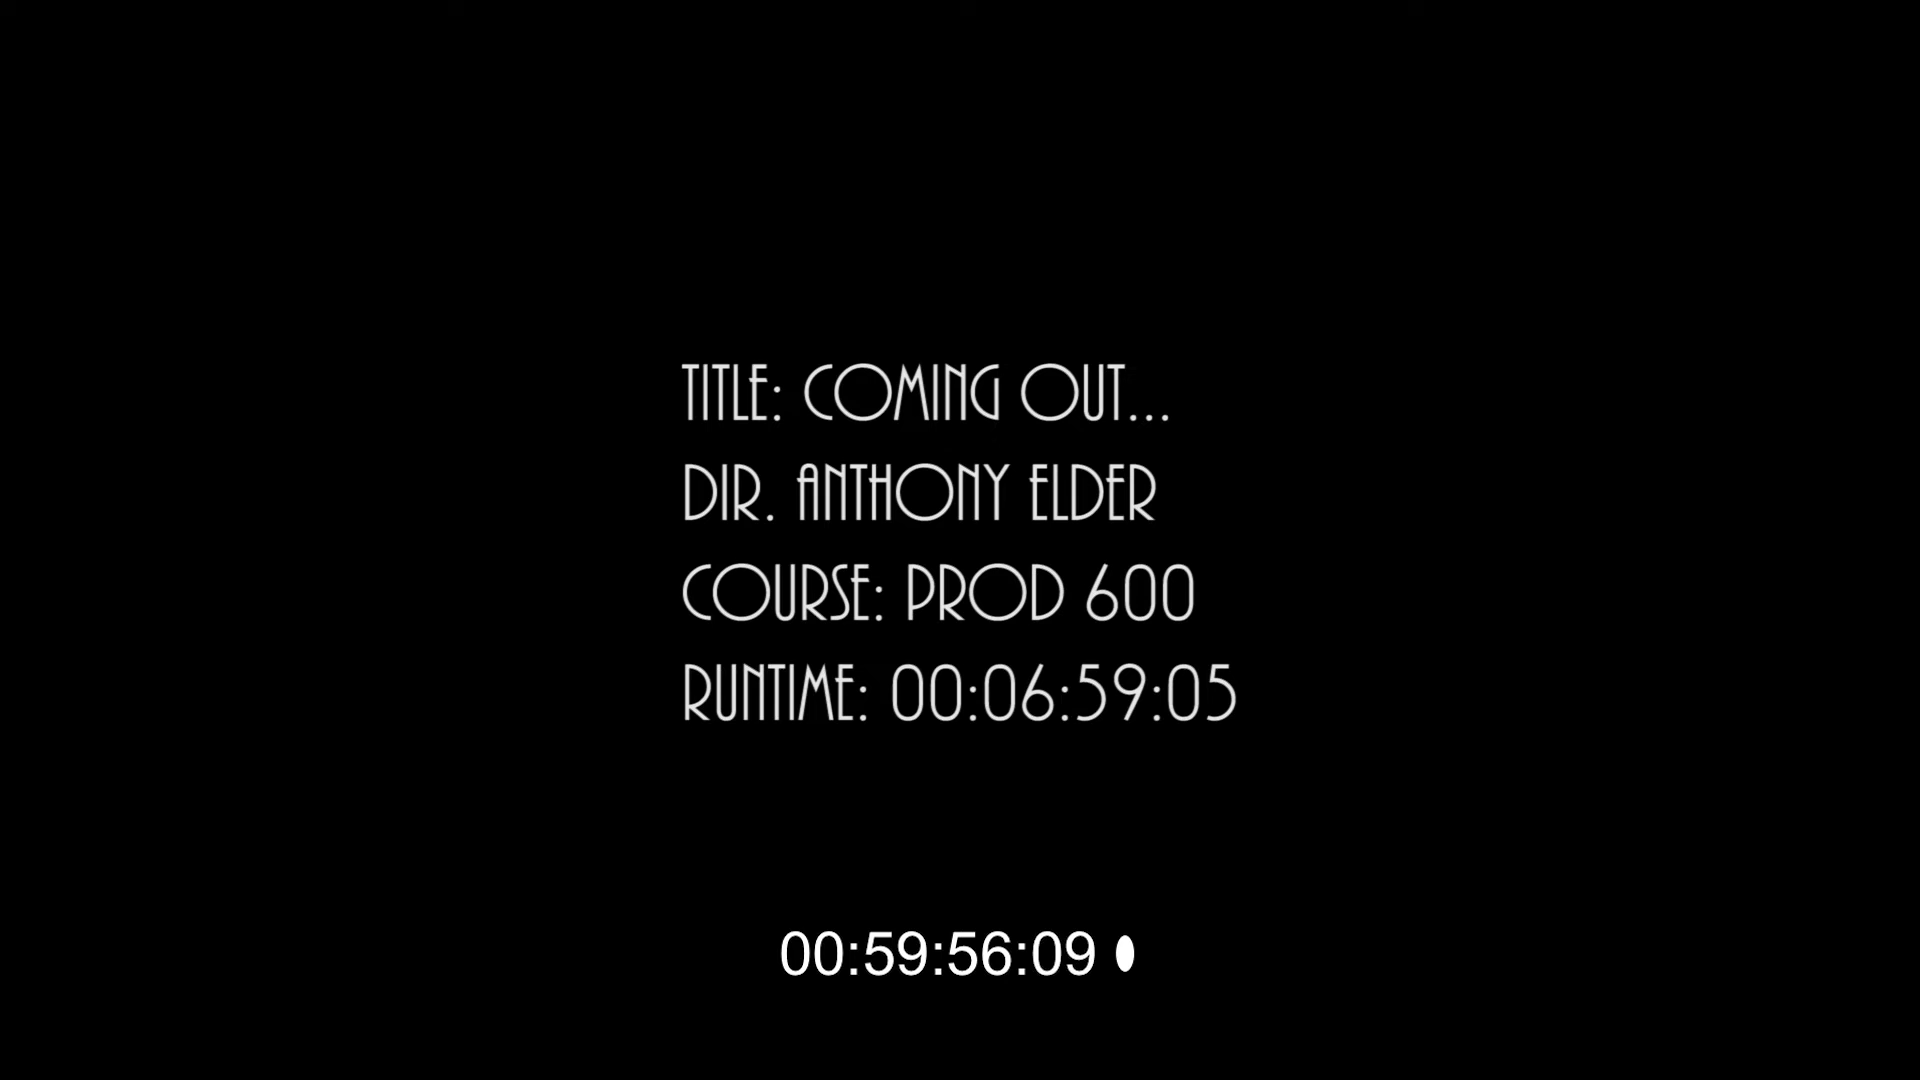 TITLE: COMING OUT...
DIR. ANTHONY ELDER
COURSE: PROD 600
RUNTIME: 00:06:59:05
00:59:56:09